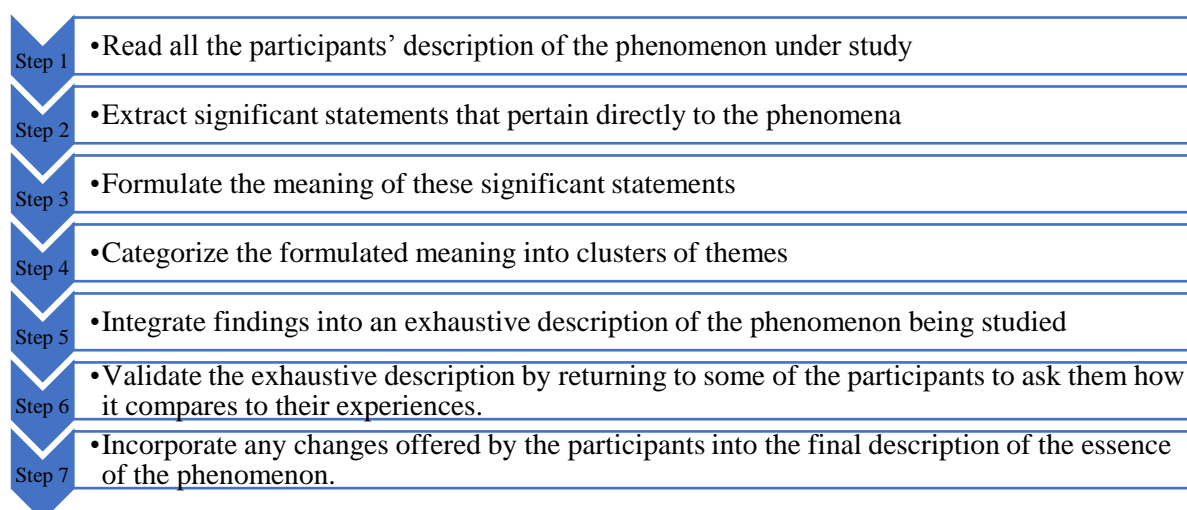 Step 1
•Read all the participants’ description of the phenomenon under study
Step 2
•Extract significant statements that pertain directly to the phenomena
Step 3
•Formulate the meaning of these significant statements
Step 4
•Categorize the formulated meaning into clusters of themes
Step 5
•Integrate findings into an exhaustive description of the phenomenon being studied
Step 6
•Validate the exhaustive description by returning to some of the participants to ask them how
it compares to their experiences.
Step 7
•Incorporate any changes offered by the participants into the final description of the essence
of the phenomenon.